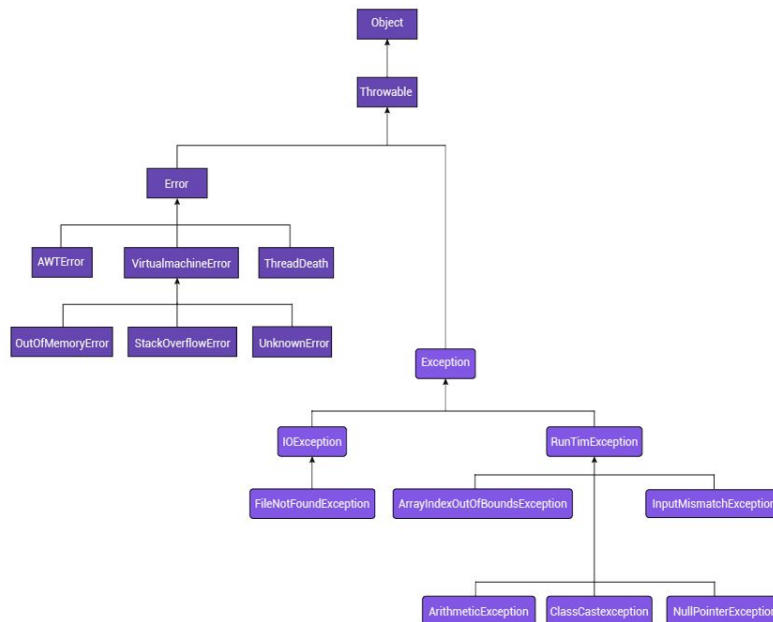 Object
Throwable
Error
AWTError
VirtualmachineError
ThreadDeath
OutOfMemoryError
StackOverflowError
UnknownError
Exception
IOException
RunTimException
FileNotFoundException
ArrayIndexOutOfBoundsException
InputMismatchException
ArithmeticException
ClassCastexception
NullPointerException